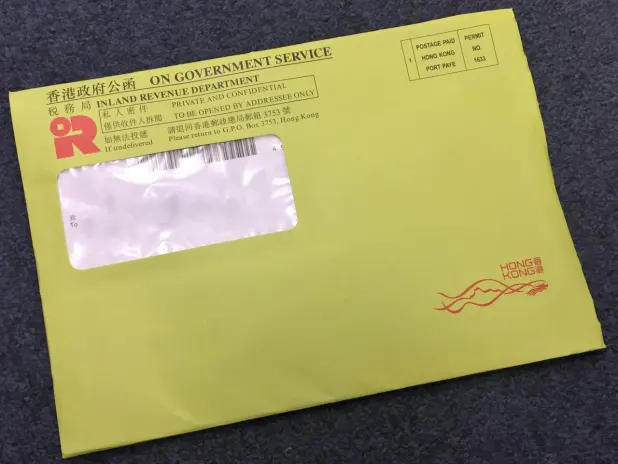 香港政府公函 ON GOVERNMENT SERVICE
税務局 INLAND REVENUE DEPARTMENT
私人密件 PRIVATE AND CONFIDENTIAL
僅供收件人拆閱 TO BE OPENED BY ADDRESSEE ONLY
如無法投遞 請退回香港郵政總局郵箱 3753 號
If undelivered Please return to G.P.O. Box 3753, Hong Kong
致
To
1
POSTAGE PAID
HONG KONG
PORT PAYE
PERMIT
NO.
1633
HONG 香
KONG 港